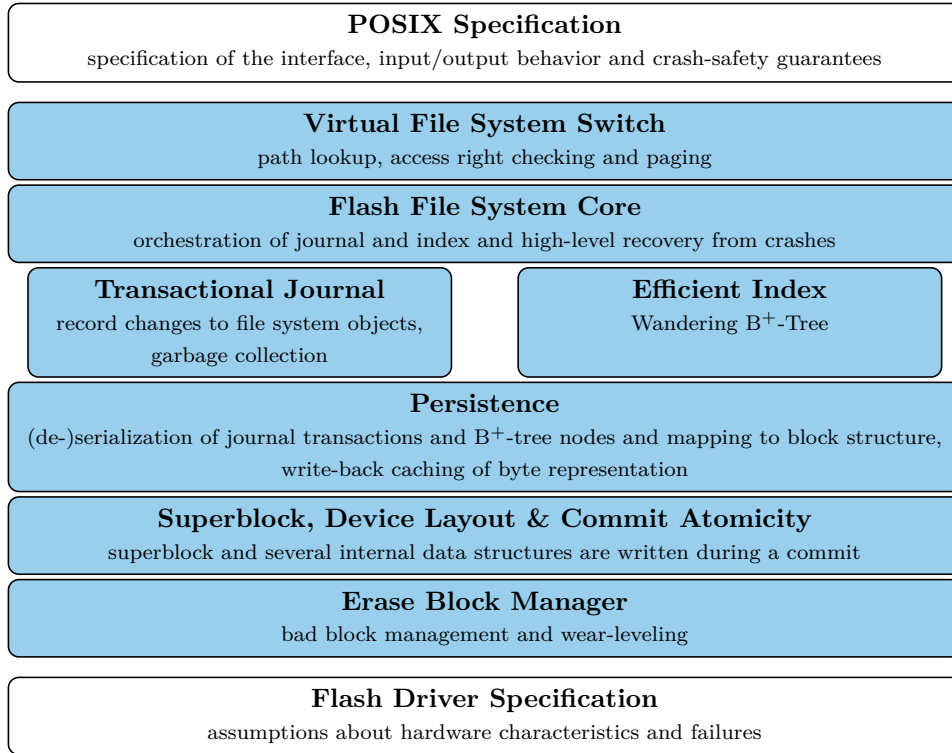 POSIX Specification
specification of the interface, input/output behavior and crash-safety guarantees
Virtual File System Switch
path lookup, access right checking and paging
Flash File System Core
orchestration of journal and index and high-level recovery from crashes
Transactional Journal
record changes to file system objects,
garbage collection
Efficient Index
Wandering B⁺-Tree
Persistence
(de-)serialization of journal transactions and B⁺-tree nodes and mapping to block structure,
write-back caching of byte representation
Superblock, Device Layout & Commit Atomicity
superblock and several internal data structures are written during a commit
Erase Block Manager
bad block management and wear-leveling
Flash Driver Specification
assumptions about hardware characteristics and failures